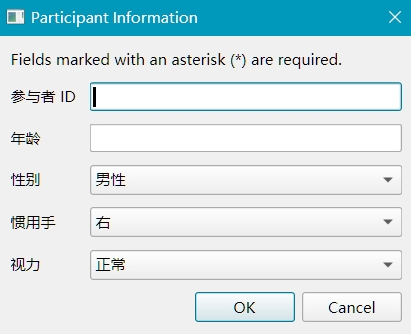 Participant Information
Fields marked with an asterisk (*) are required.
参与者 ID
年龄
性别 男性
惯用手 右
视力 正常
OK Cancel